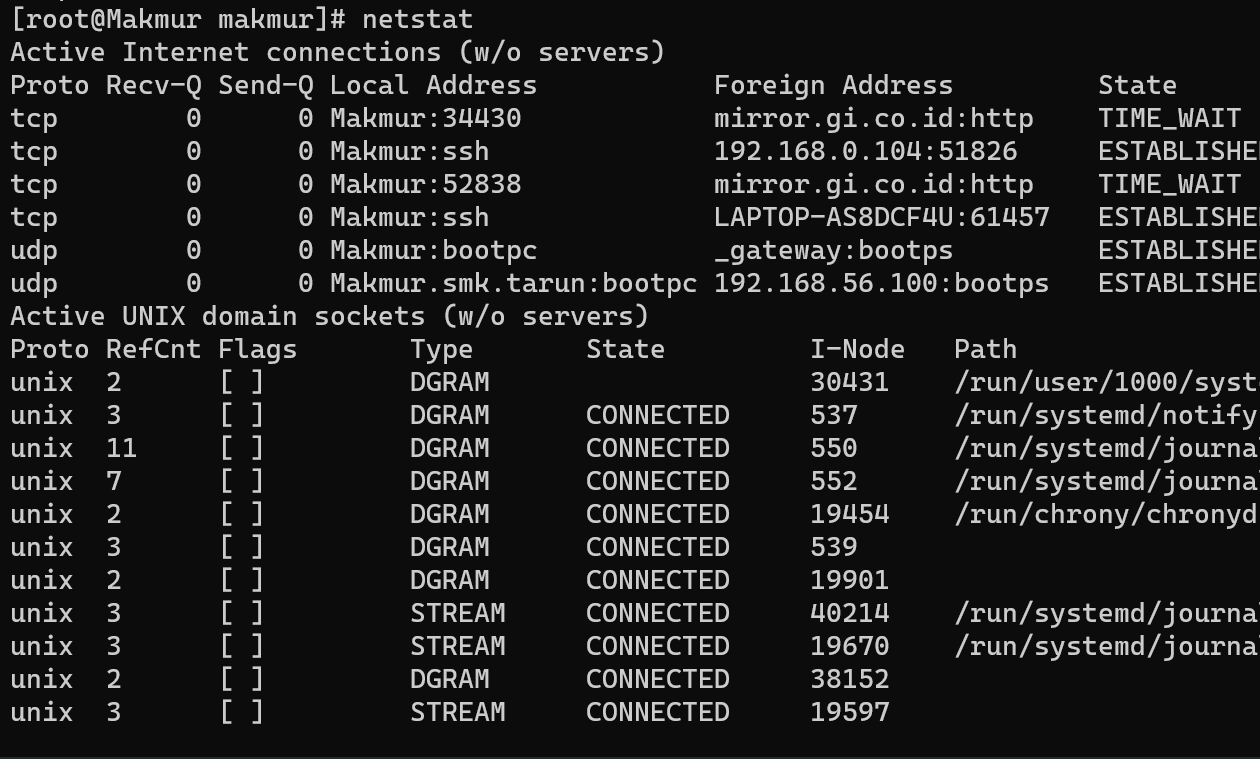 [root@Makmur makmur]# netstat
Active Internet connections (w/o servers)
Proto Recv-Q Send-Q Local Address           Foreign Address         State
tcp        0      0 Makmur:34430            mirror.gi.co.id:http    TIME_WAIT
tcp        0      0 Makmur:ssh              192.168.0.104:51826     ESTABLISHE
tcp        0      0 Makmur:52838            mirror.gi.co.id:http    TIME_WAIT
tcp        0      0 Makmur:ssh              LAPTOP-AS8DCF4U:61457   ESTABLISHE
udp        0      0 Makmur:bootpc           _gateway:bootps         ESTABLISHE
udp        0      0 Makmur.smk.tarun:bootpc 192.168.56.100:bootps   ESTABLISHE
Active UNIX domain sockets (w/o servers)
Proto RefCnt Flags       Type       State         I-Node   Path
unix  2      [ ]         DGRAM                    30431    /run/user/1000/syst
unix  3      [ ]         DGRAM      CONNECTED     537      /run/systemd/notify
unix  11     [ ]         DGRAM      CONNECTED     550      /run/systemd/journa
unix  7      [ ]         DGRAM      CONNECTED     552      /run/systemd/journa
unix  2      [ ]         DGRAM      CONNECTED     19454    /run/chrony/chronyd
unix  3      [ ]         DGRAM      CONNECTED     539
unix  2      [ ]         DGRAM      CONNECTED     19901
unix  3      [ ]         STREAM     CONNECTED     40214    /run/systemd/journa
unix  3      [ ]         STREAM     CONNECTED     19670    /run/systemd/journa
unix  2      [ ]         DGRAM      CONNECTED     38152
unix  3      [ ]         STREAM     CONNECTED     19597